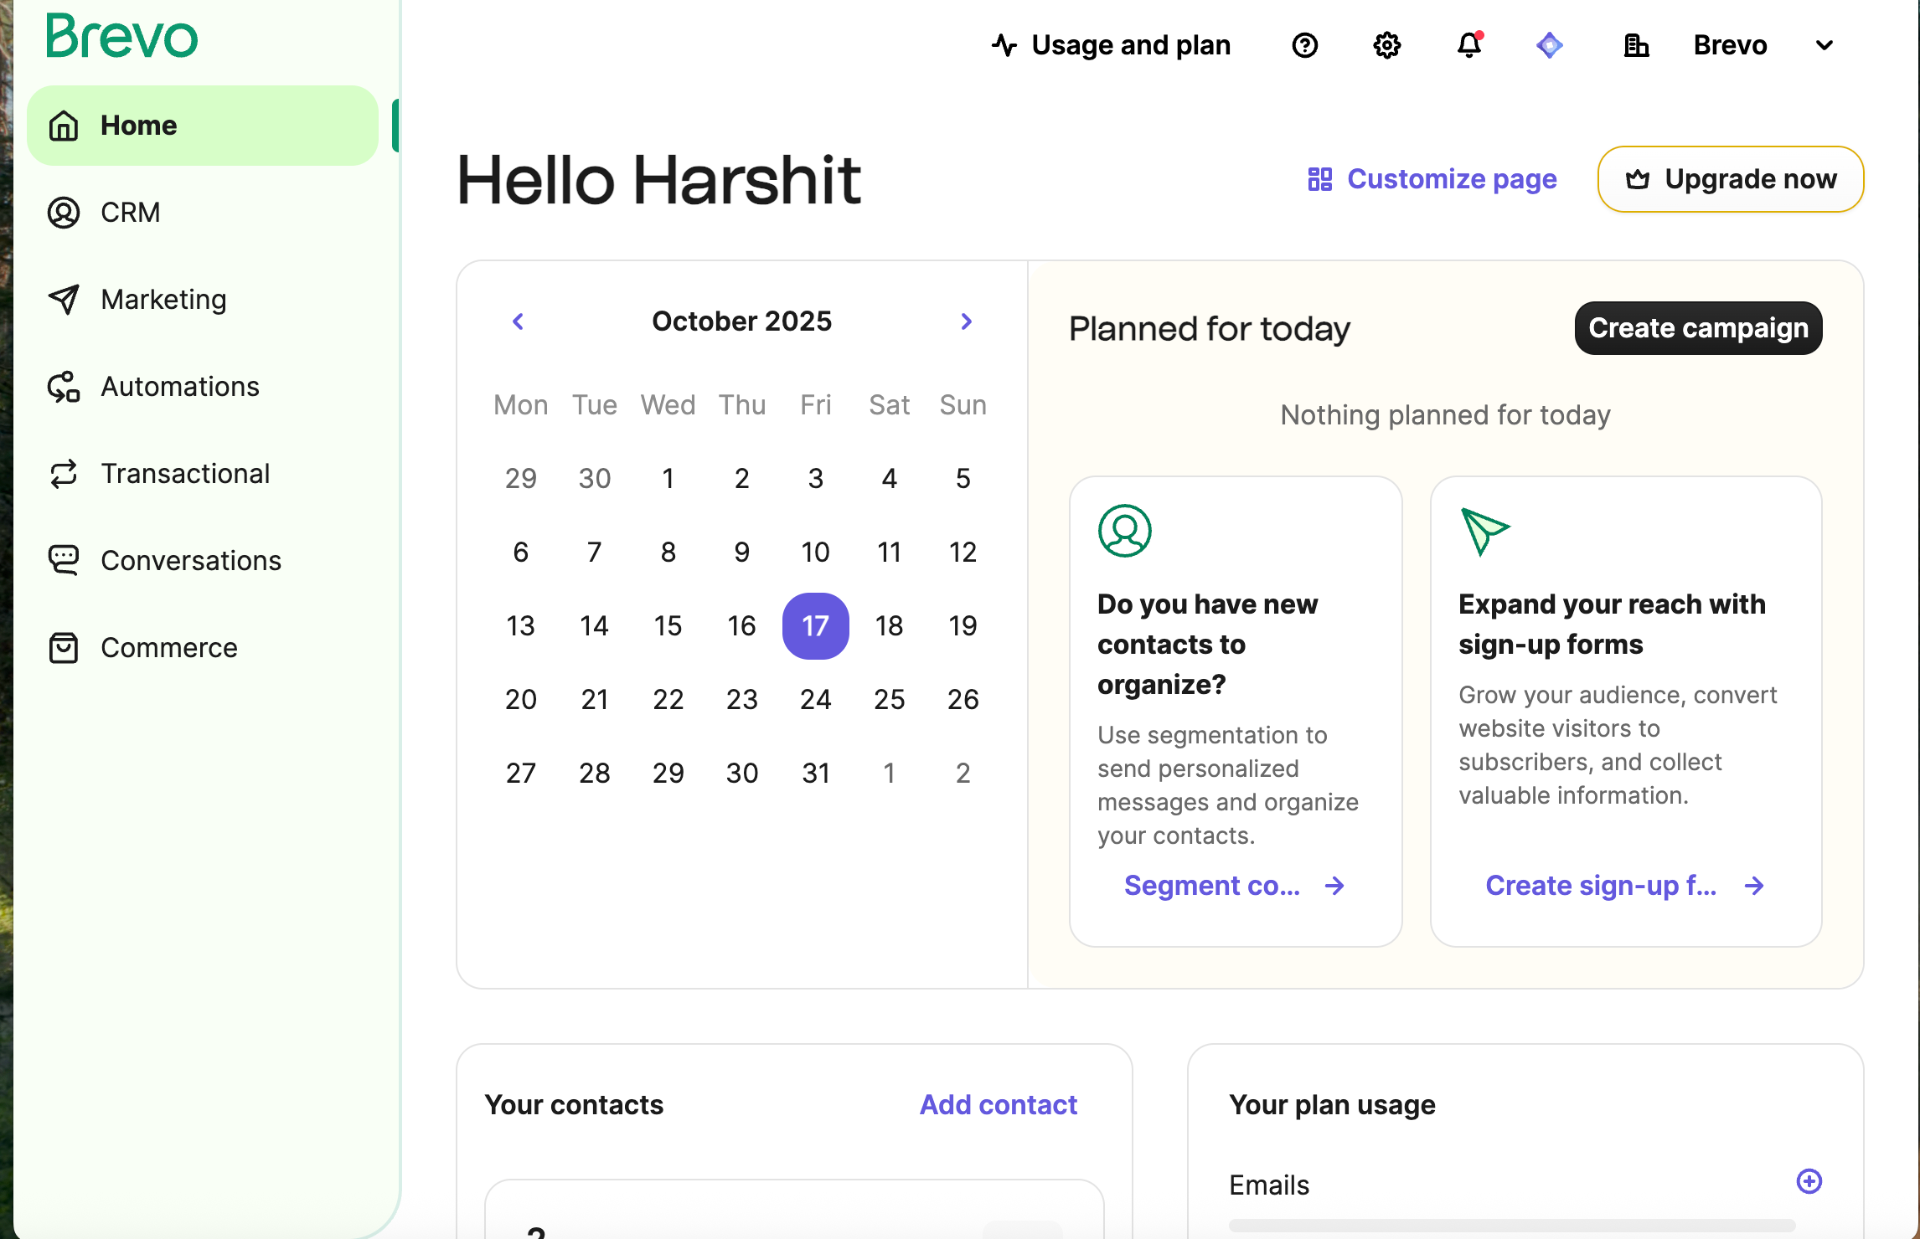 Brevo
Usage and plan
Brevo
Home
CRM
Marketing
Automations
Transactional
Conversations
Commerce
Hello Harshit
Customize page
Upgrade now
October 2025
Mon Tue Wed Thu Fri Sat Sun
29 30 1 2 3 4 5
6 7 8 9 10 11 12
13 14 15 16 17 18 19
20 21 22 23 24 25 26
27 28 29 30 31 1 2
Planned for today
Create campaign
Nothing planned for today
Do you have new
contacts to
organize?
Use segmentation to
send personalized
messages and organize
your contacts.
Segment co...
Expand your reach with
sign-up forms
Grow your audience, convert
website visitors to
subscribers, and collect
valuable information.
Create sign-up f...
Your contacts
Add contact
Your plan usage
Emails